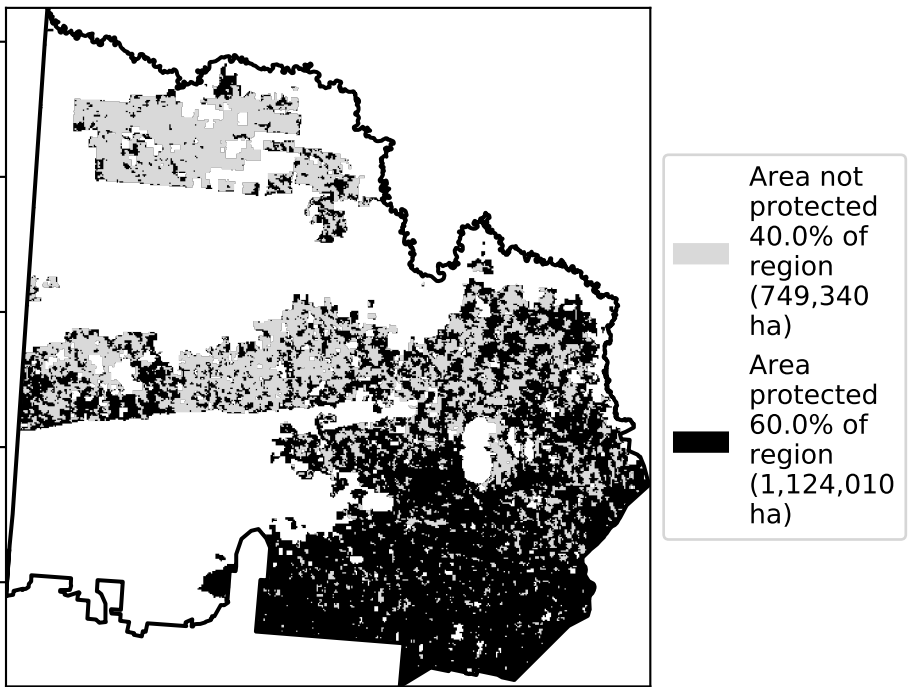 Area not
protected
40.0% of
region
(749,340
ha)
Area
protected
60.0% of
region
(1,124,010
ha)